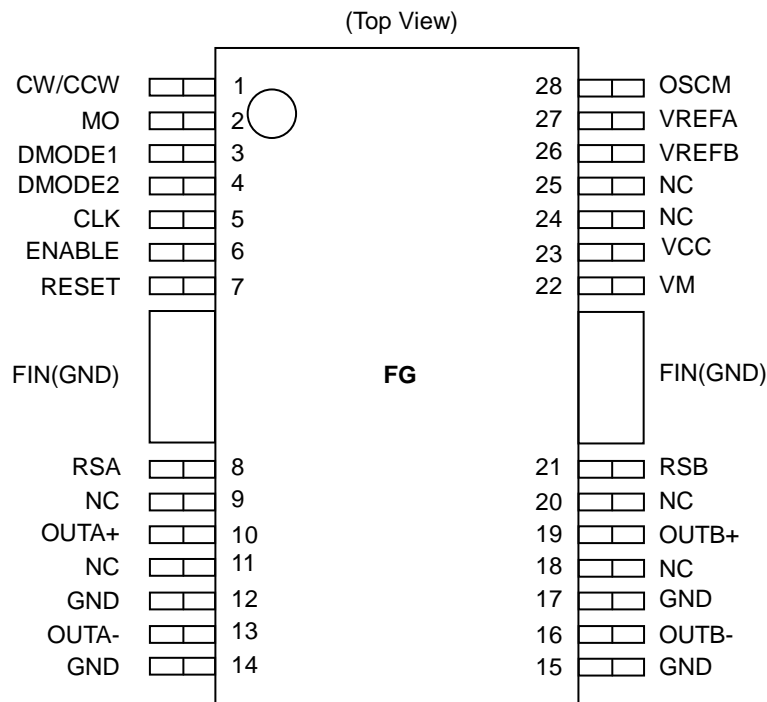 (Top View)
CW/CCW 1 28 OSCM
MO 2 27 VREFA
DMODE1 3 26 VREFB
DMODE2 4 25 NC
CLK 5 24 NC
ENABLE 6 23 VCC
RESET 7 22 VM
FIN(GND) FG FIN(GND)
RSA 8 21 RSB
NC 9 20 NC
OUTA+ 10 19 OUTB+
NC 11 18 NC
GND 12 17 GND
OUTA- 13 16 OUTB-
GND 14 15 GND